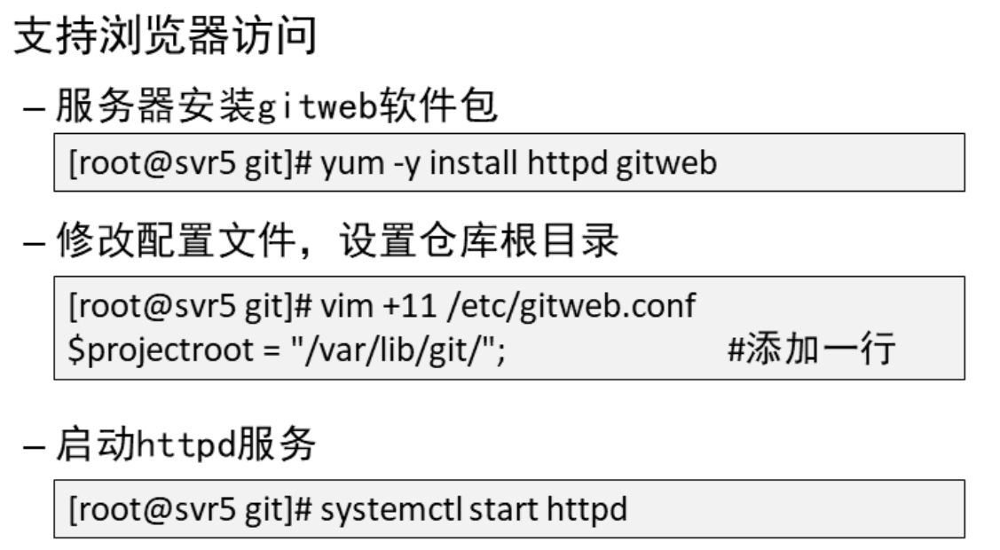 支持浏览器访问
– 服务器安装gitweb软件包
[root@svr5 git]# yum -y install httpd gitweb
– 修改配置文件，设置仓库根目录
[root@svr5 git]# vim +11 /etc/gitweb.conf
$projectroot = "/var/lib/git/"; #添加一行
– 启动httpd服务
[root@svr5 git]# systemctl start httpd